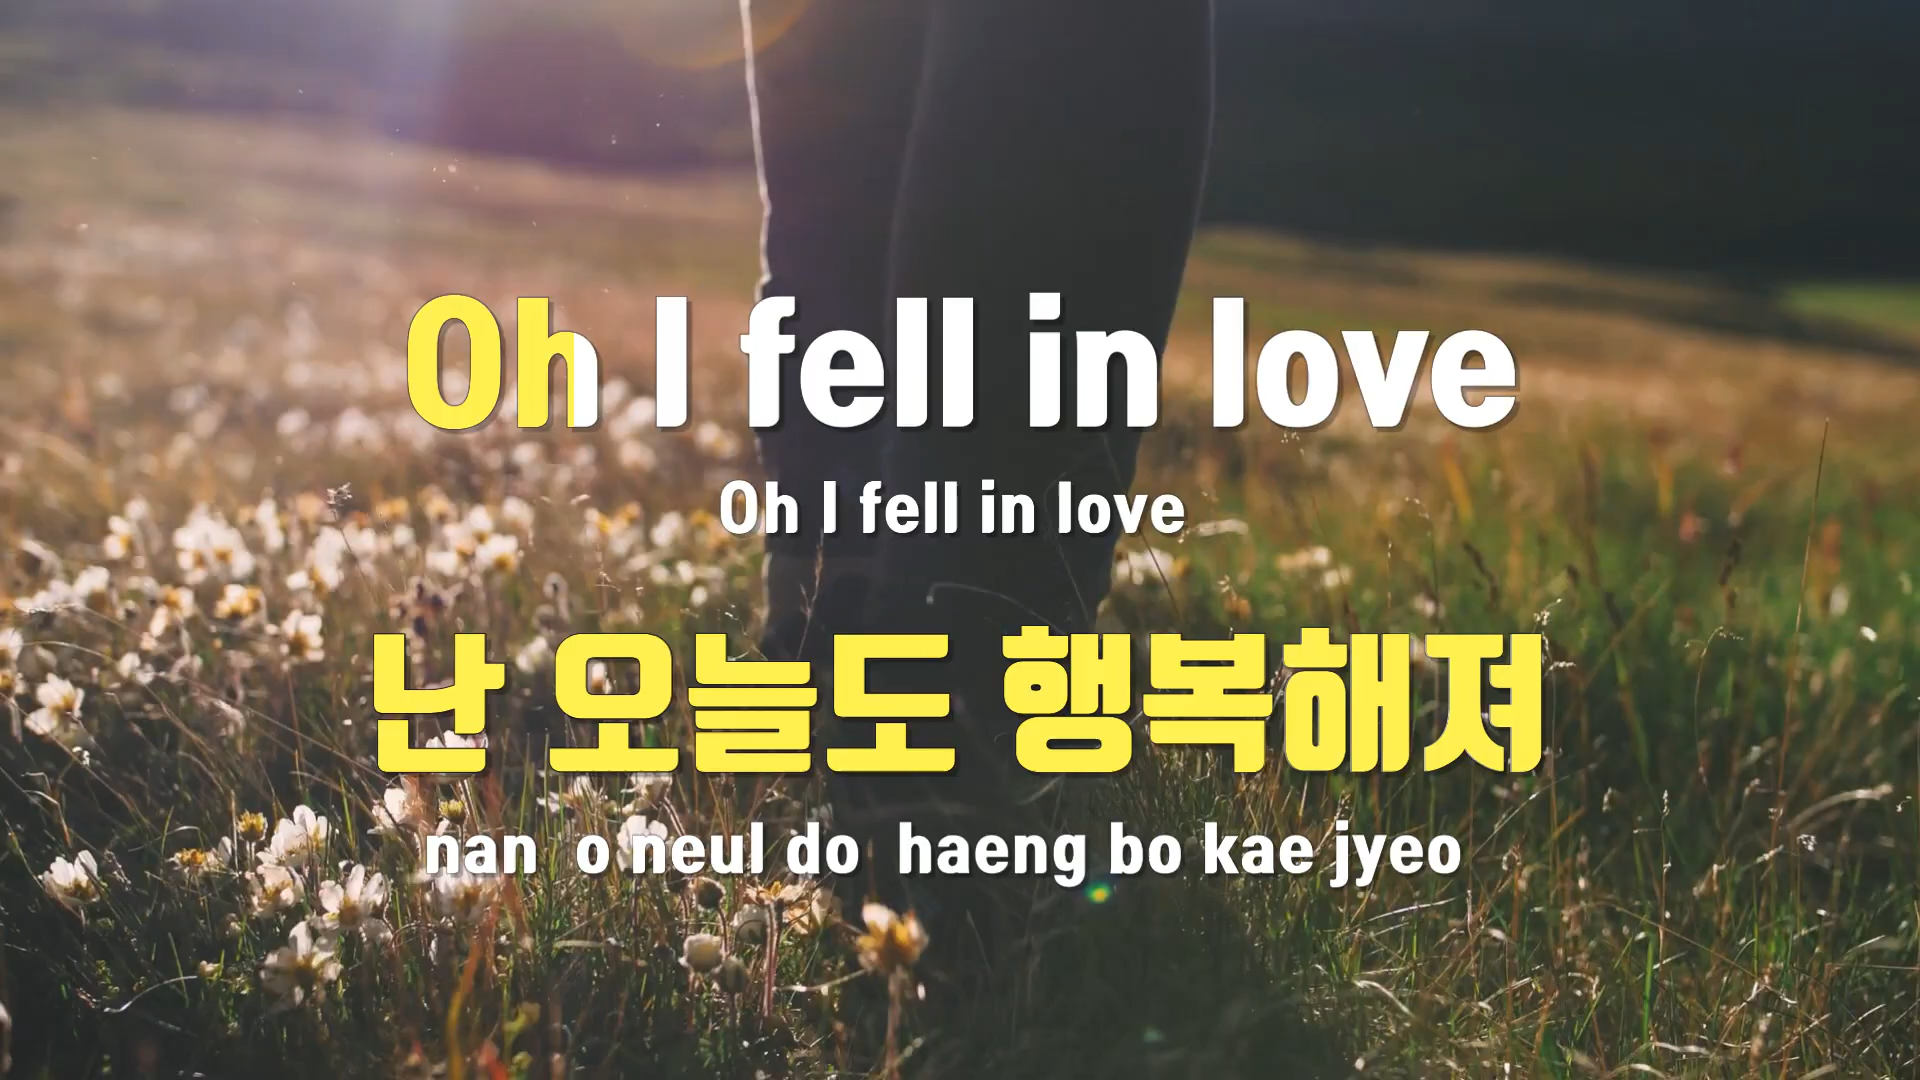 Oh I fell in love
Oh I fell in love
난 오늘도 행복해져
nan o neul do haeng bo kae jyeo